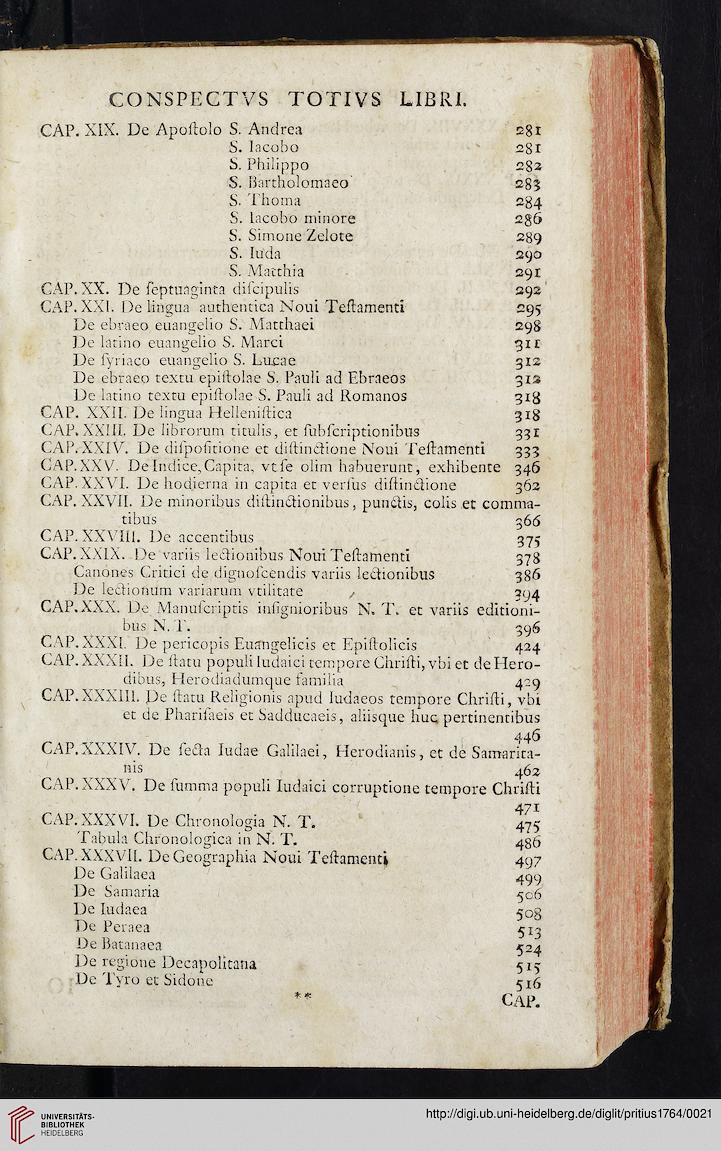 CONSPECTVS TOTIVS LIBRI.
CAP. XIX. De Apoſtolo S. Andrea 281
S. Iacobo 281
S. Philippo 282
S. Bartholomaeo 283
S. Thoma 284
S. Iacobo minore 286
S. Simone Zelote 289
S. Iuda 290
S. Matthia 291
CAP. XX. De ſeptuaginta diſcipulis 292
CAP. XXI. De lingua authentica Noui Teſtamenti 295
De ebraeo euangelio S. Matthaei 298
De latino euangelio S. Marci 311
De ſyriaco euangelio S. Lucae 312
De ebraeo textu epiſtolae S. Pauli ad Ebraeos 312
De latino textu epiſtolae S. Pauli ad Romanos 318
CAP. XXII. De lingua Helleniſtica 318
CAP. XXIII. De librorum titulis, et ſubſcriptionibus 331
CAP. XXIV. De diſpoſitione et diſtinctione Noui Teſtamenti 333
CAP. XXV. De Indice, Capita, vt ſe olim habuerunt, exhibente 346
CAP. XXVI. De hodierna in capita et verſus diſtinctione 362
CAP. XXVII. De minoribus diſtinctionibus, punctis, colis et comma-
tibus 366
CAP. XXVIII. De accentibus 375
CAP. XXIX. De variis lectionibus Noui Teſtamenti 378
Canones Critici de dignoſcendis variis lectionibus 386
De lectionum variarum vtilitate 394
CAP. XXX. De Manuſcriptis inſignioribus N. T. et variis editioni-
bus N. T. 396
CAP. XXXI. De pericopis Euangelicis et Epiſtolicis 424
CAP. XXXII. De ſtatu populi Iudaici tempore Chriſti, vbi et de Hero-
dibus, Herodiadumque familia 429
CAP. XXXIII. De ſtatu Religionis apud Iudaeos tempore Chriſti, vbi
et de Phariſaeis et Sadducaeis, aliisque huc pertinentibus
446
CAP. XXXIV. De ſecta Iudae Galilaei, Herodianis, et de Samarita-
nis 462
CAP. XXXV. De ſumma populi Iudaici corruptione tempore Chriſti
471
CAP. XXXVI. De Chronologia N. T. 475
Tabula Chronologica in N. T. 486
CAP. XXXVII. De Geographia Noui Teſtamenti 497
De Galilaea 499
De Samaria 506
De Iudaea 508
De Peraea 513
De Batanaea 524
De regione Decapolitana 515
De Tyro et Sidone 516
** CAP.
UNIVERSITÄTS-
BIBLIOTHEK
HEIDELBERG
http://digi.ub.uni-heidelberg.de/diglit/pritius1764/0021